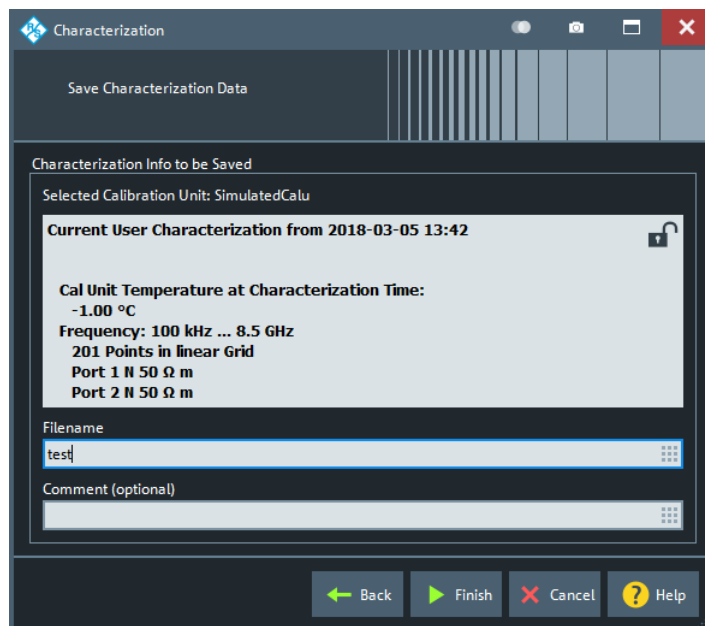 Characterization
Save Characterization Data
Characterization Info to be Saved
Selected Calibration Unit: SimulatedCalu
Current User Characterization from 2018-03-05 13:42
Cal Unit Temperature at Characterization Time:
-1.00 °C
Frequency: 100 kHz ... 8.5 GHz
201 Points in linear Grid
Port 1 N 50 Ω m
Port 2 N 50 Ω m
Filename
test
Comment (optional)
Back
Finish
Cancel
? Help